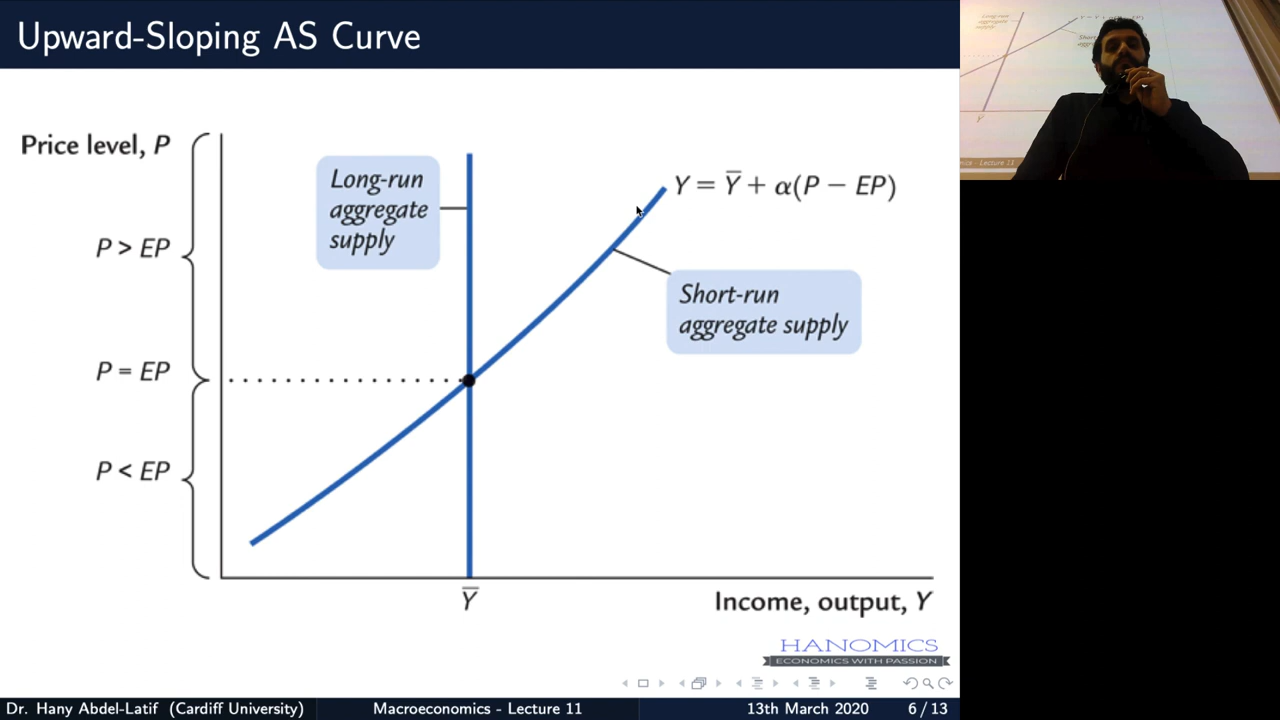 Upward-Sloping AS Curve
Price level, P
P > EP
P = EP
P < EP
Long-run
aggregate
supply
Y = Y̅ + α(P − EP)
Short-run
aggregate supply
Y̅
Income, output, Y
HANOMICS
ECONOMICS WITH PASSION
Dr. Hany Abdel-Latif (Cardiff University)
Macroeconomics - Lecture 11
13th March 2020
6 / 13